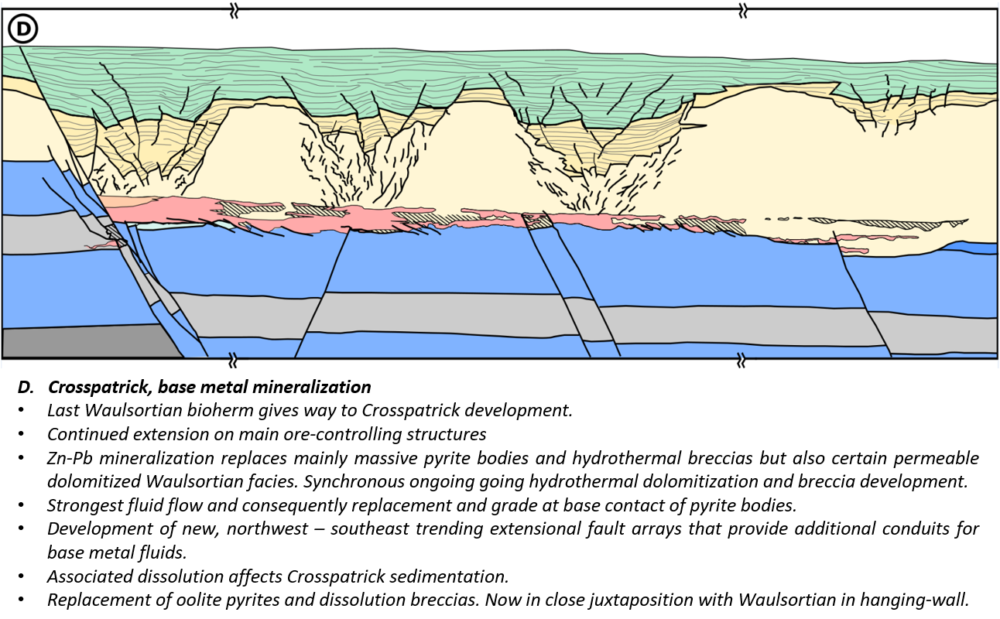 D
D. Crosspatrick, base metal mineralization
• Last Waulsortian bioherm gives way to Crosspatrick development.
• Continued extension on main ore-controlling structures
• Zn-Pb mineralization replaces mainly massive pyrite bodies and hydrothermal breccias but also certain permeable
dolomitized Waulsortian facies. Synchronous ongoing going hydrothermal dolomitization and breccia development.
• Strongest fluid flow and consequently replacement and grade at base contact of pyrite bodies.
• Development of new, northwest – southeast trending extensional fault arrays that provide additional conduits for
base metal fluids.
• Associated dissolution affects Crosspatrick sedimentation.
• Replacement of oolite pyrites and dissolution breccias. Now in close juxtaposition with Waulsortian in hanging-wall.